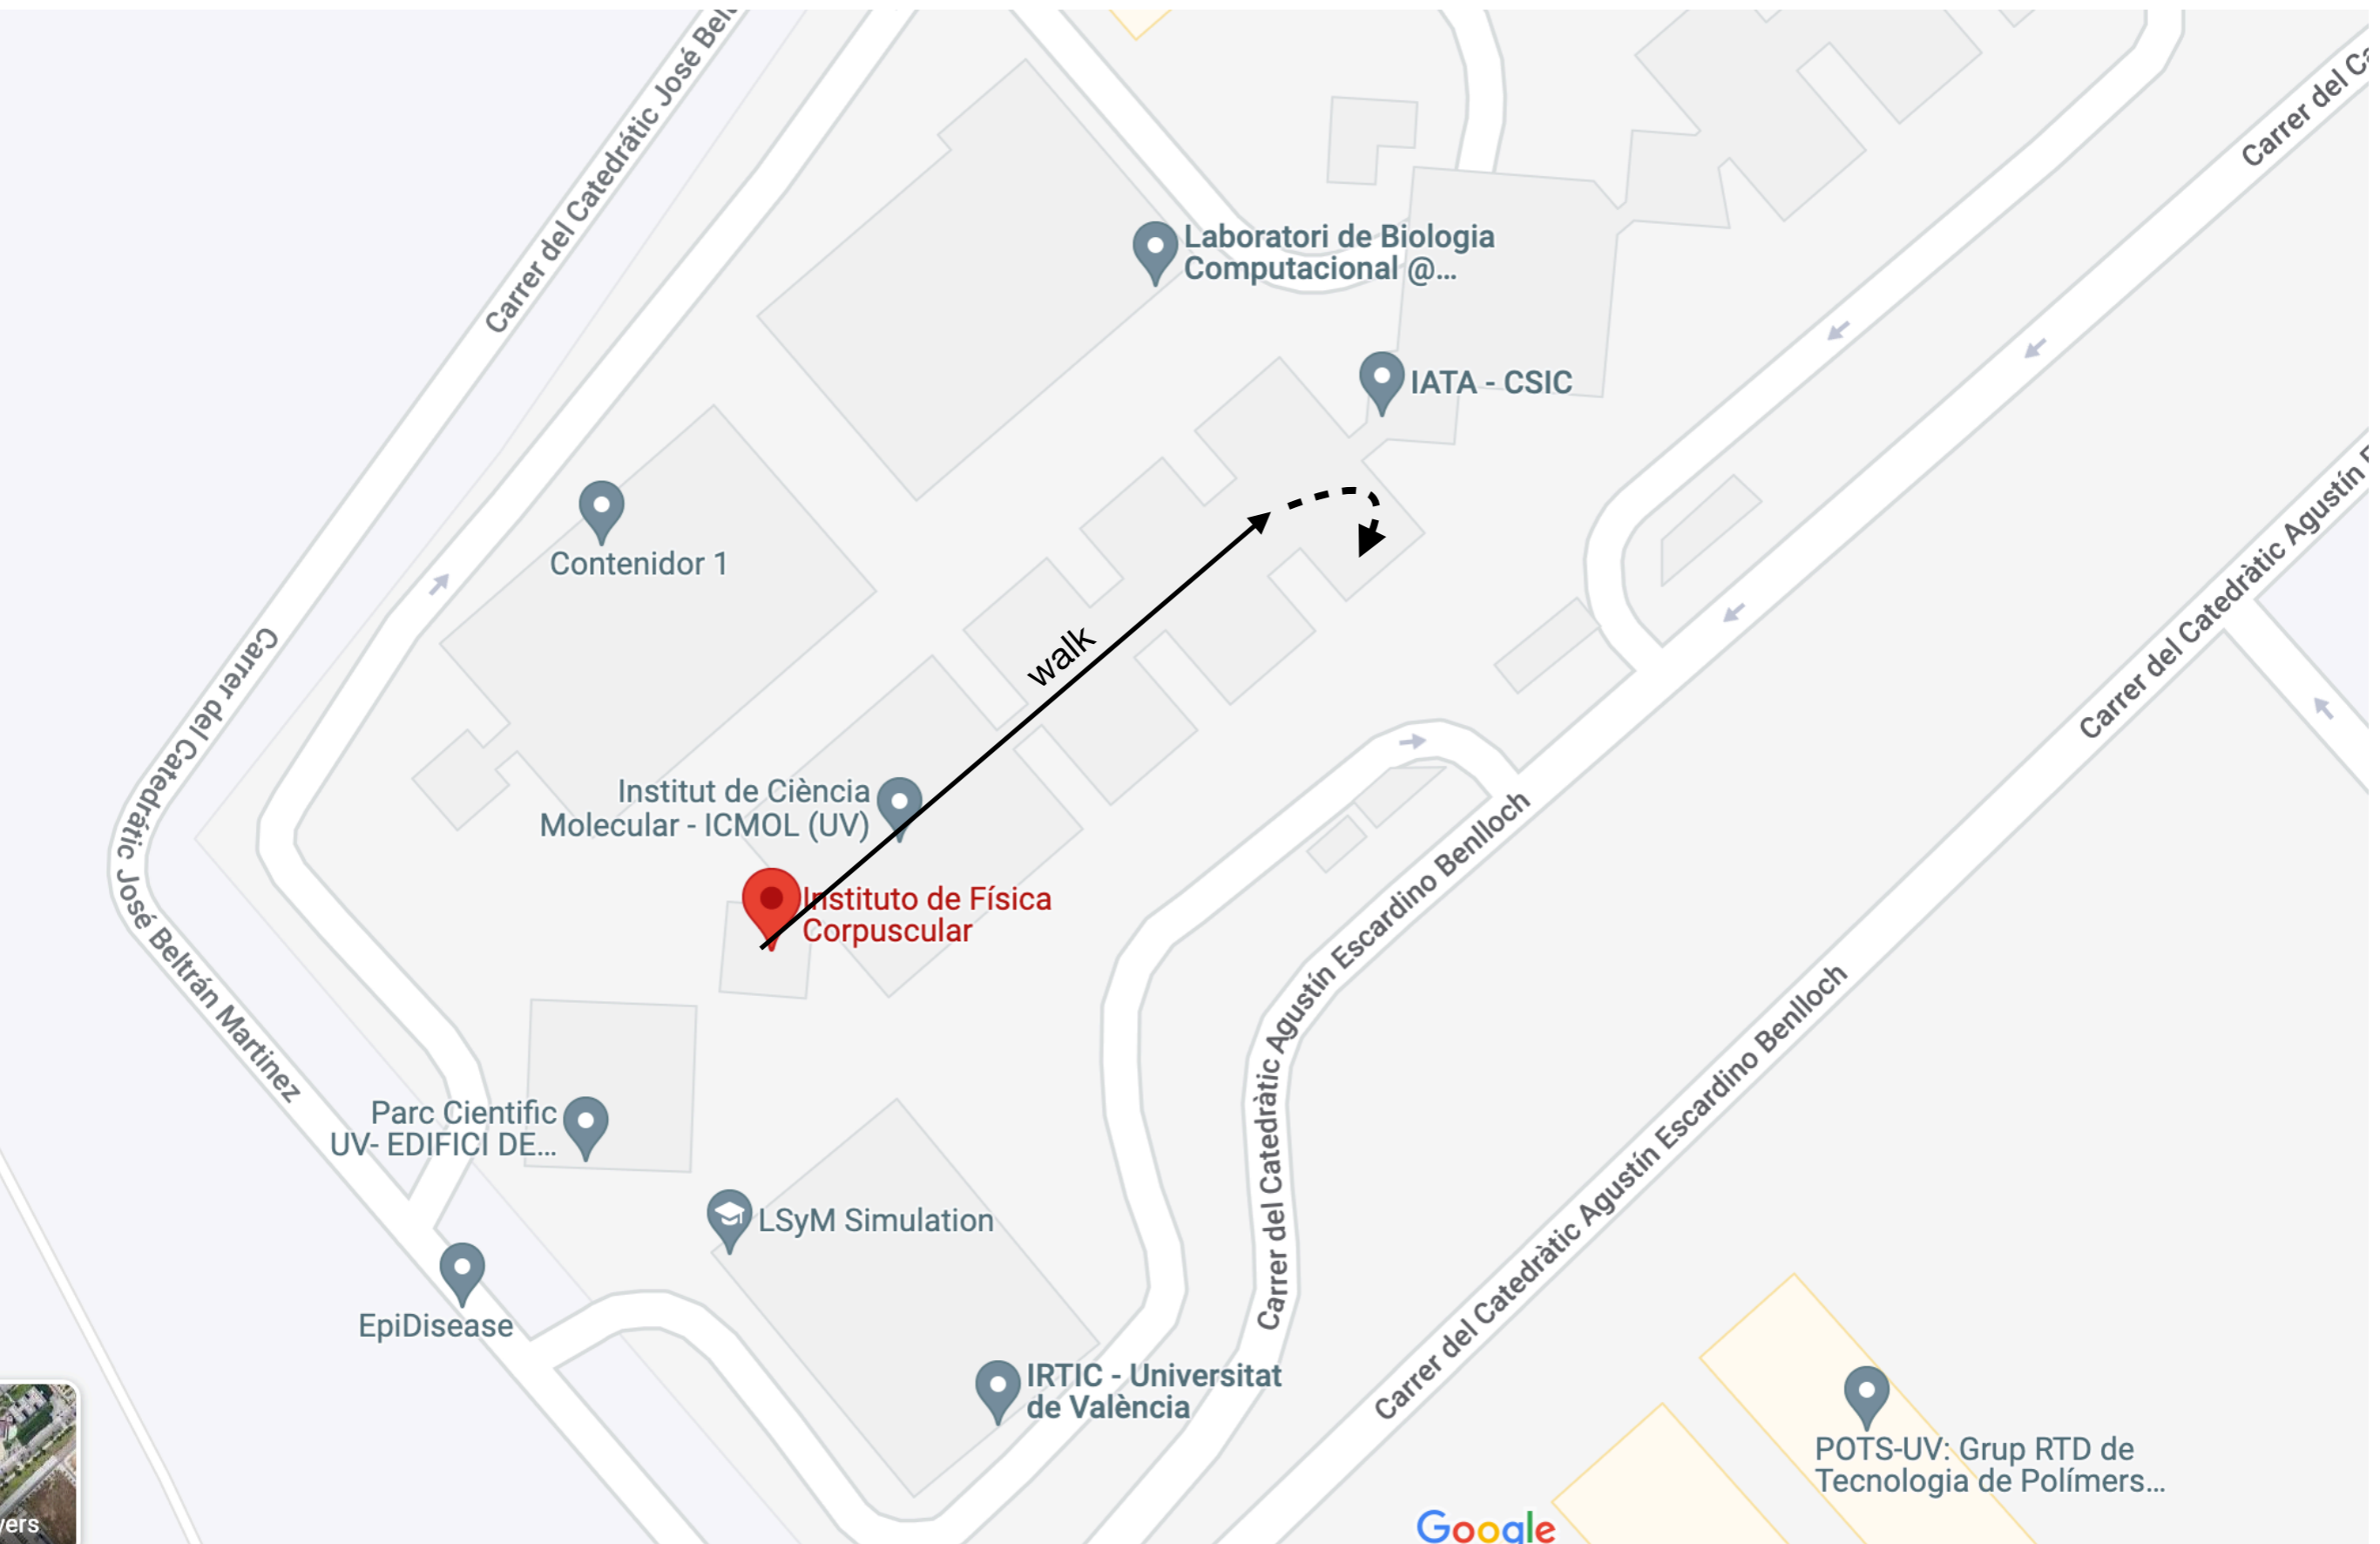 Carrer del Catedrátic José Bel
Carrer del Ca
Laboratori de Biologia
Computacional @...
IATA - CSIC
Contenidor 1
walk
Carrer del Catedrátic José Beltrán Martinez
Carrer del Catedràtic Agustín E
Institut de Ciència
Molecular - ICMOL (UV)
Instituto de Física
Corpuscular
Carrer del Catedràtic Agustín Escardino Benlloch
Parc Cientific
UV- EDIFICI DE...
LSyM Simulation
EpiDisease
Carrer del Catedràtic Agustín Escardino Benlloch
IRTIC - Universitat
de València
POTS-UV: Grup RTD de
Tecnologia de Polímers...
yers
Google